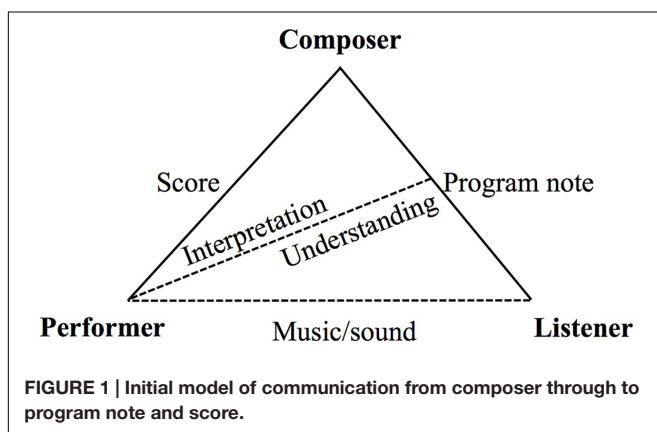 Composer
Score
Program note
Interpretation
Understanding
Performer
Music/sound
Listener
FIGURE 1 | Initial model of communication from composer through to
program note and score.